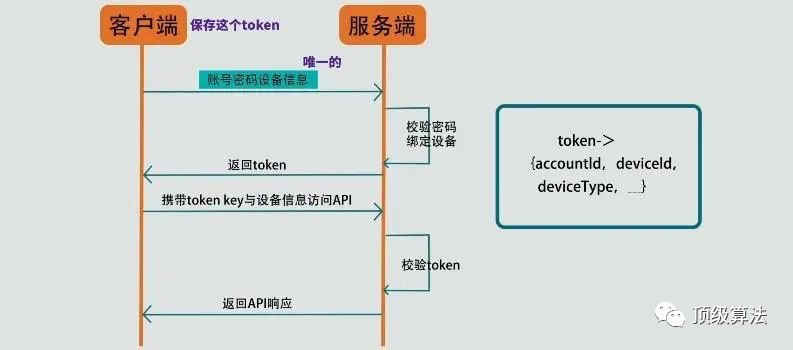 客户端
保存这个token
服务端
唯一的
账号密码设备信息
校验密码
绑定设备
返回token
携带token key与设备信息访问API
校验token
返回API响应
token->
{accountId, deviceId,
deviceType, __}
顶级算法